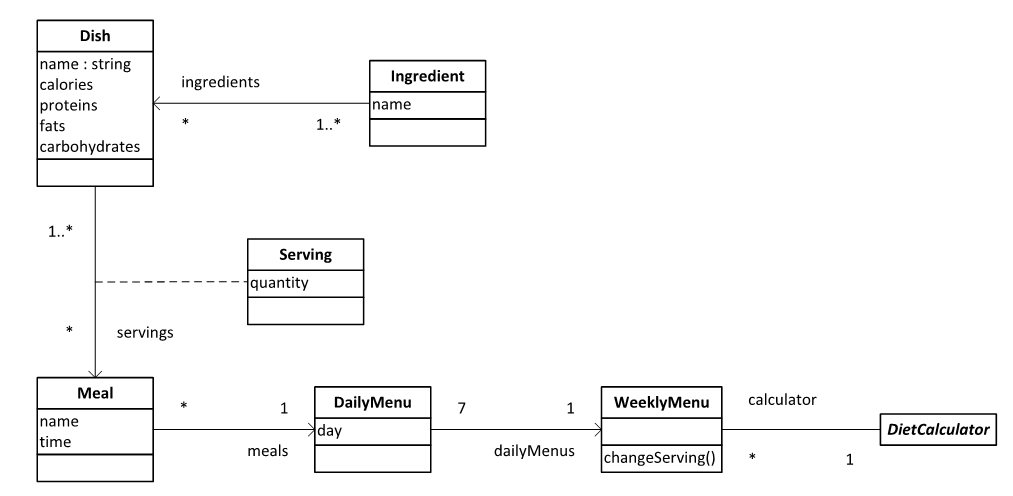 Dish
name : string
calories
proteins
fats
carbohydrates
ingredients
*
1..*
Ingredient
name
1..*
Serving
quantity
*
servings
Meal
name
time
*
1
meals
DailyMenu
day
7
1
dailyMenus
WeeklyMenu
changeServing()
calculator
*
1
DietCalculator